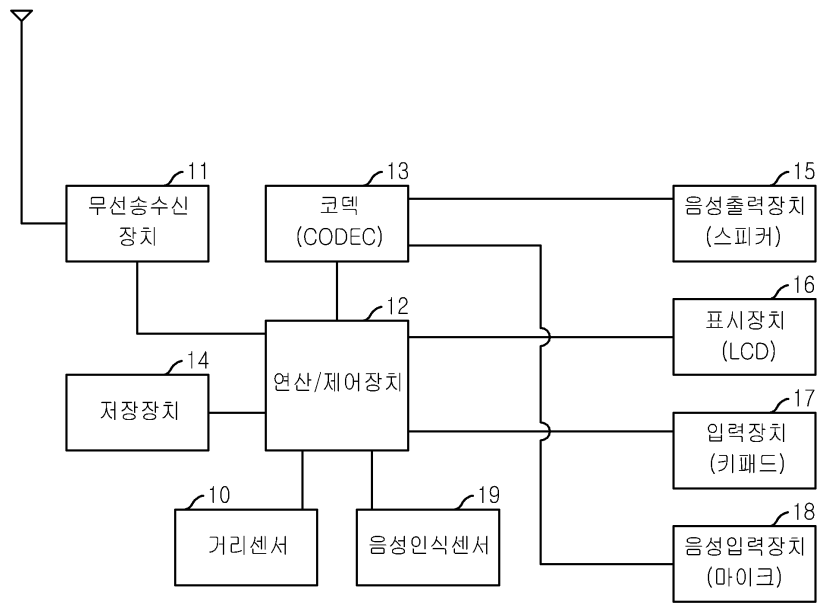 11
무선송수신
장치
13
코덱
(CODEC)
15
음성출력장치
(스피커)
16
표시장치
(LCD)
12
연산/제어장치
14
저장장치
17
입력장치
(키패드)
10
거리센서
19
음성인식센서
18
음성입력장치
(마이크)